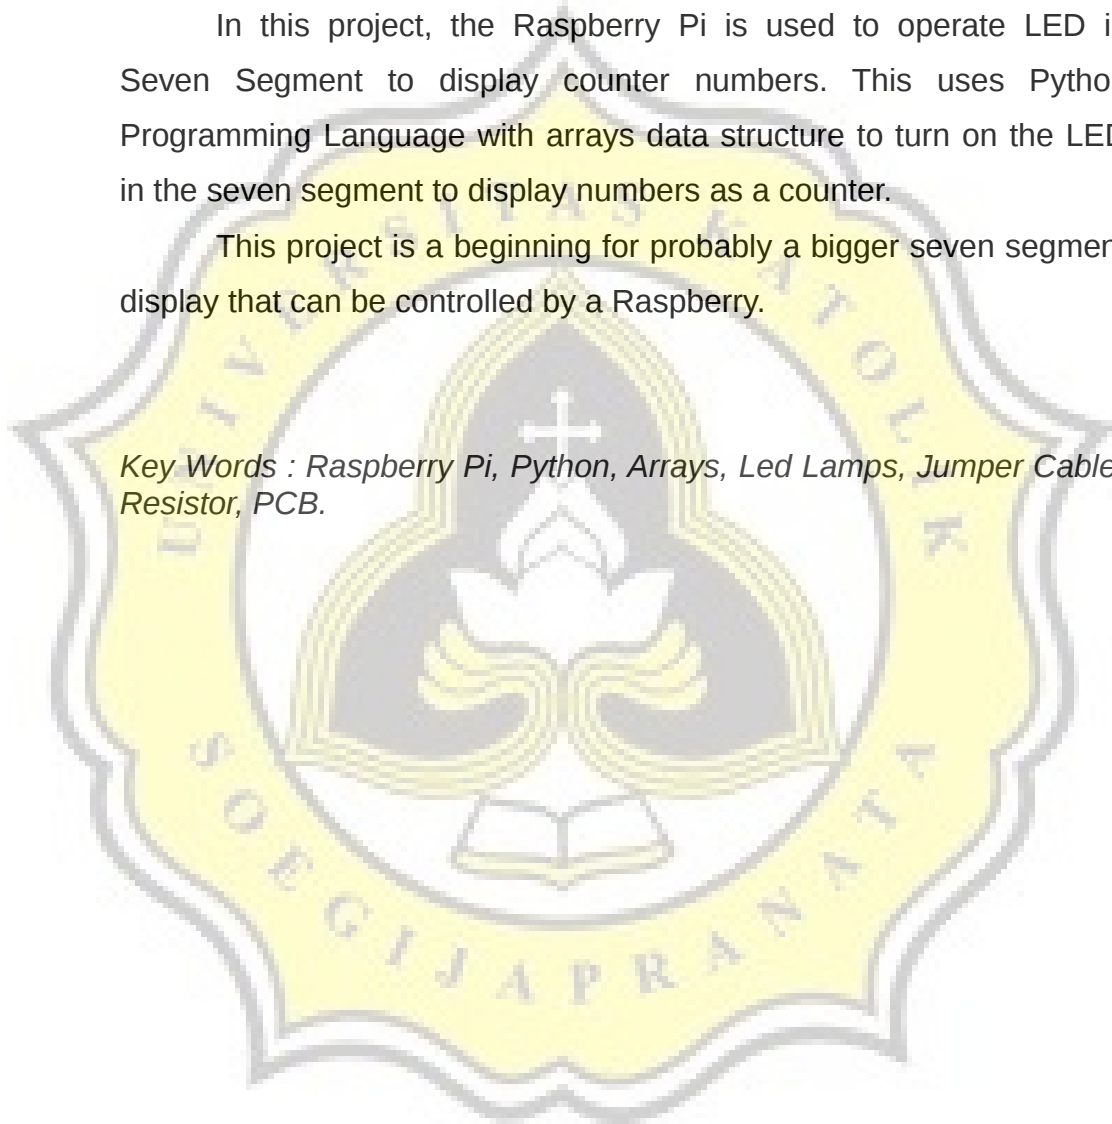 In this project, the Raspberry Pi is used to operate LED i
Seven Segment to display counter numbers. This uses Pytho
Programming Language with arrays data structure to turn on the LED
in the seven segment to display numbers as a counter.
This project is a beginning for probably a bigger seven segmen
display that can be controlled by a Raspberry.
Key Words : Raspberry Pi, Python, Arrays, Led Lamps, Jumper Cable
Resistor, PCB.
UNIVERSITAS KATOLIK
SOEGIJAPRANATA